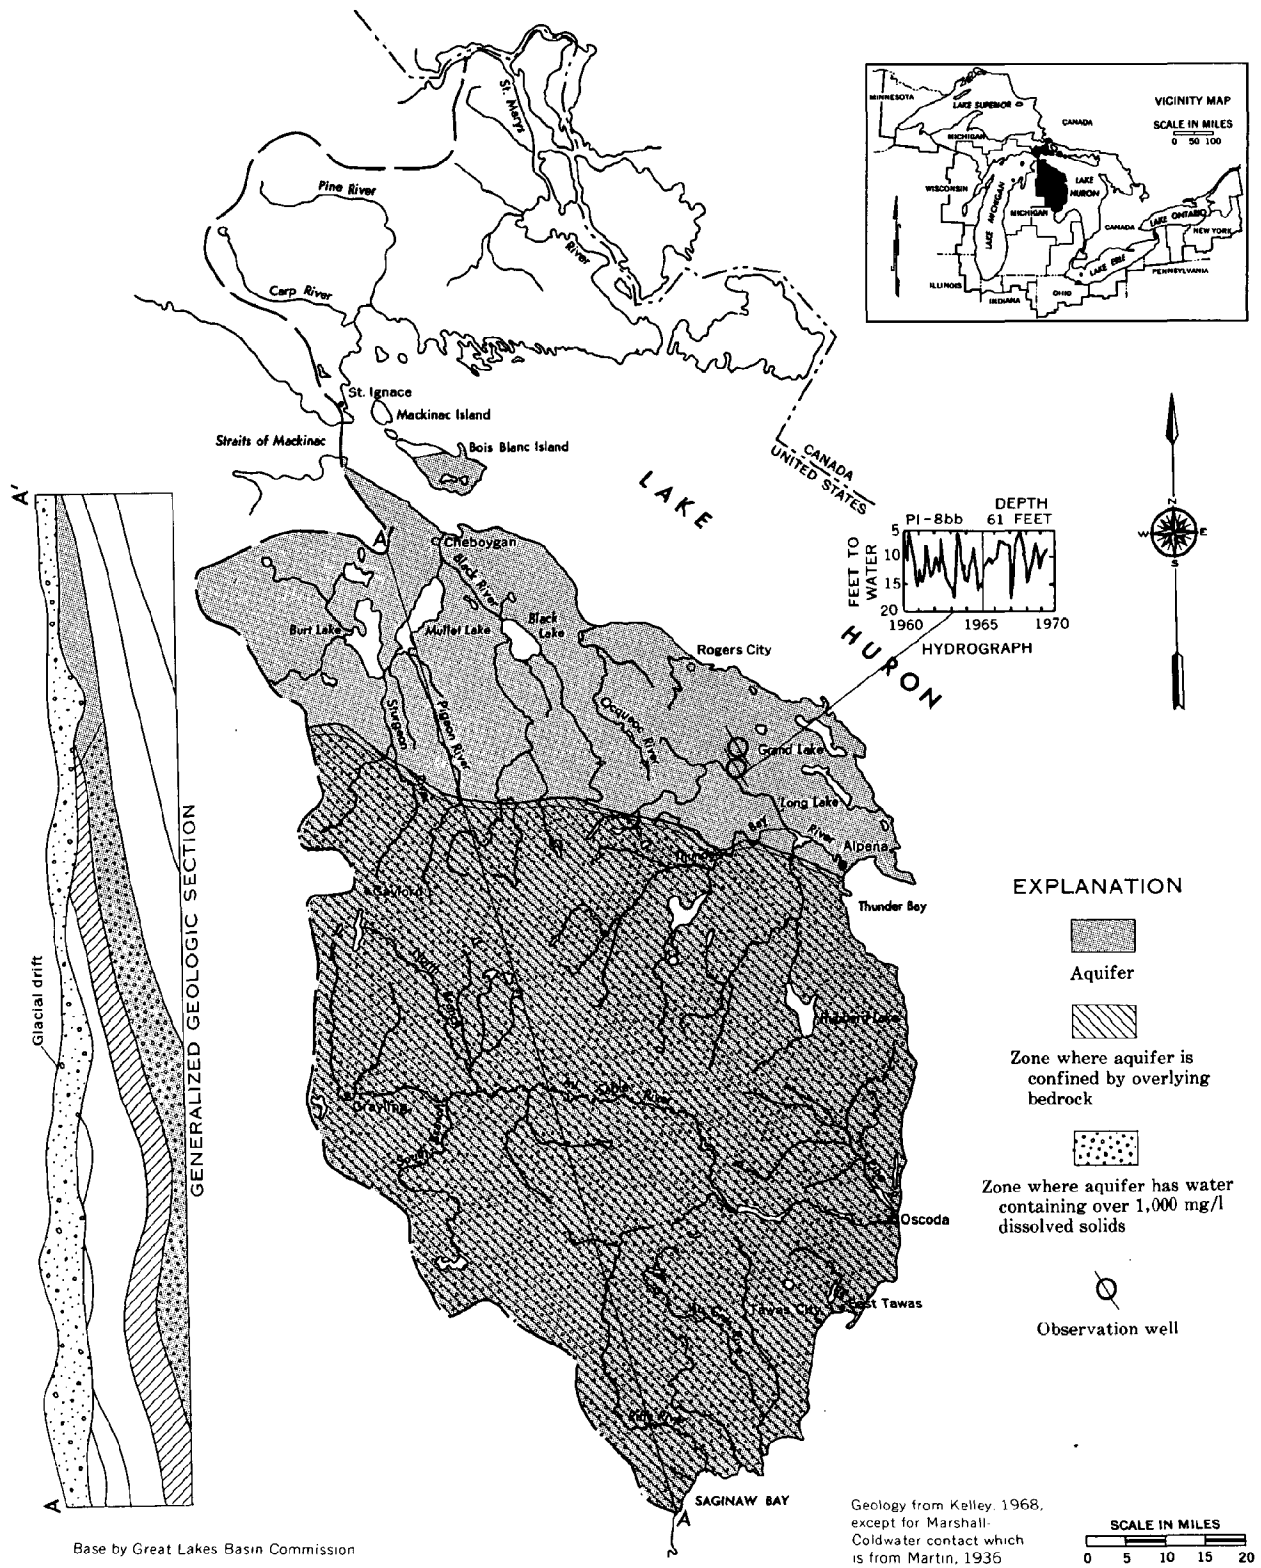 St. Marys
River
Pine River
Carp River
St. Ignace
Mackinac Island
Straits of Mackinac
Bois Blanc Island
CANADA
UNITED STATES
LAKE
HURON
MINNESOTA
LAKE SUPERIOR
CANADA
VICINITY MAP
SCALE IN MILES
0 50 100
MICHIGAN
WISCONSIN
LAKE MICHIGAN
MICHIGAN
LAKE
HURON
CANADA
LAKE ONTARIO
NEW YORK
LAKE ERIE
PENNSYLVANIA
ILLINOIS
INDIANA
OHIO
N
W
E
S
PI-8bb
DEPTH
61 FEET
FEET TO
WATER
5
10
15
20
1960
1965
1970
HYDROGRAPH
A'
Cheboygan
Black River
Burt Lake
Mullet Lake
Black
Lake
Rogers City
Sturgeon
Pigeon River
Ocqueoc River
Grand Lake
Long Lake
Thunder
Bay
River
Alpena
Thunder Bay
Gaylord
Hubbard Lake
Grayling
River
Oscoda
Tawas City
East Tawas
SAGINAW BAY
A
A'
Glacial drift
GENERALIZED GEOLOGIC SECTION
A
EXPLANATION
Aquifer
Zone where aquifer is
confined by overlying
bedrock
Zone where aquifer has water
containing over 1,000 mg/l
dissolved solids
Observation well
Base by Great Lakes Basin Commission
Geology from Kelley, 1968,
except for Marshall-
Coldwater contact which
is from Martin, 1936
SCALE IN MILES
0 5 10 15 20